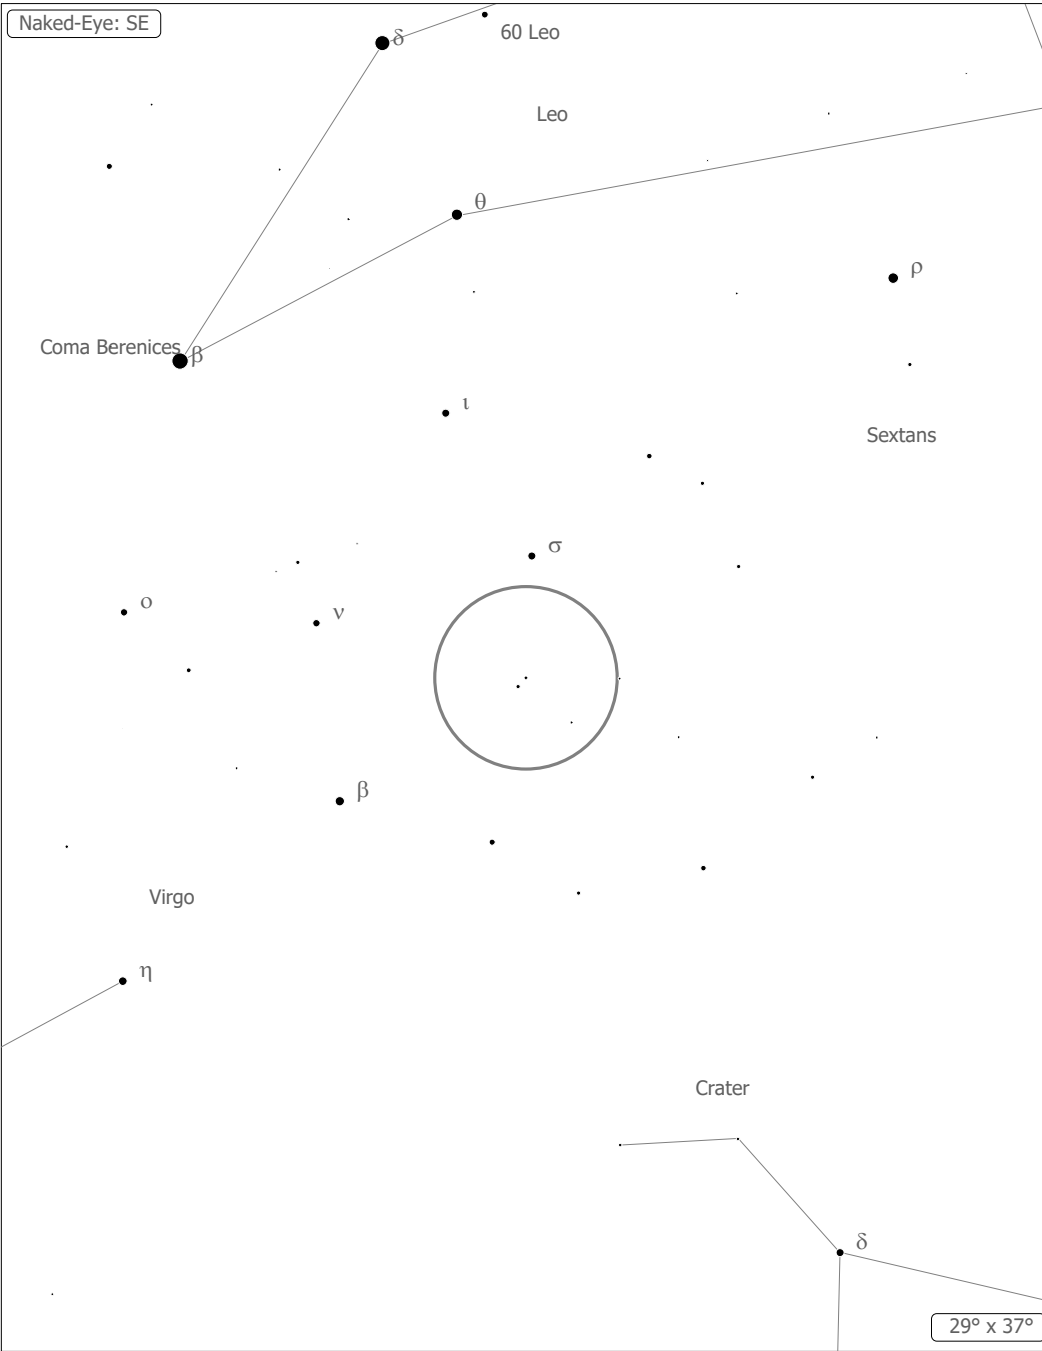 Naked-Eye: SE
δ
60 Leo
Leo
θ
ρ
Coma Berenices
β
ι
Sextans
σ
ο
ν
β
Virgo
η
Crater
δ
29° x 37°